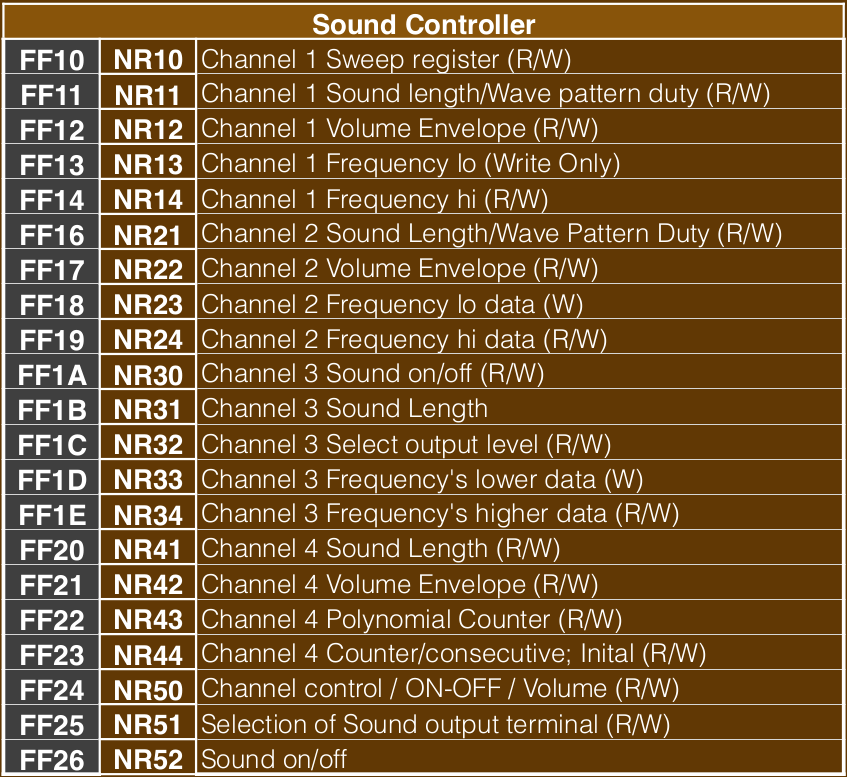 Sound Controller
FF10 NR10 Channel 1 Sweep register (R/W)
FF11 NR11 Channel 1 Sound length/Wave pattern duty (R/W)
FF12 NR12 Channel 1 Volume Envelope (R/W)
FF13 NR13 Channel 1 Frequency lo (Write Only)
FF14 NR14 Channel 1 Frequency hi (R/W)
FF16 NR21 Channel 2 Sound Length/Wave Pattern Duty (R/W)
FF17 NR22 Channel 2 Volume Envelope (R/W)
FF18 NR23 Channel 2 Frequency lo data (W)
FF19 NR24 Channel 2 Frequency hi data (R/W)
FF1A NR30 Channel 3 Sound on/off (R/W)
FF1B NR31 Channel 3 Sound Length
FF1C NR32 Channel 3 Select output level (R/W)
FF1D NR33 Channel 3 Frequency's lower data (W)
FF1E NR34 Channel 3 Frequency's higher data (R/W)
FF20 NR41 Channel 4 Sound Length (R/W)
FF21 NR42 Channel 4 Volume Envelope (R/W)
FF22 NR43 Channel 4 Polynomial Counter (R/W)
FF23 NR44 Channel 4 Counter/consecutive; Inital (R/W)
FF24 NR50 Channel control / ON-OFF / Volume (R/W)
FF25 NR51 Selection of Sound output terminal (R/W)
FF26 NR52 Sound on/off